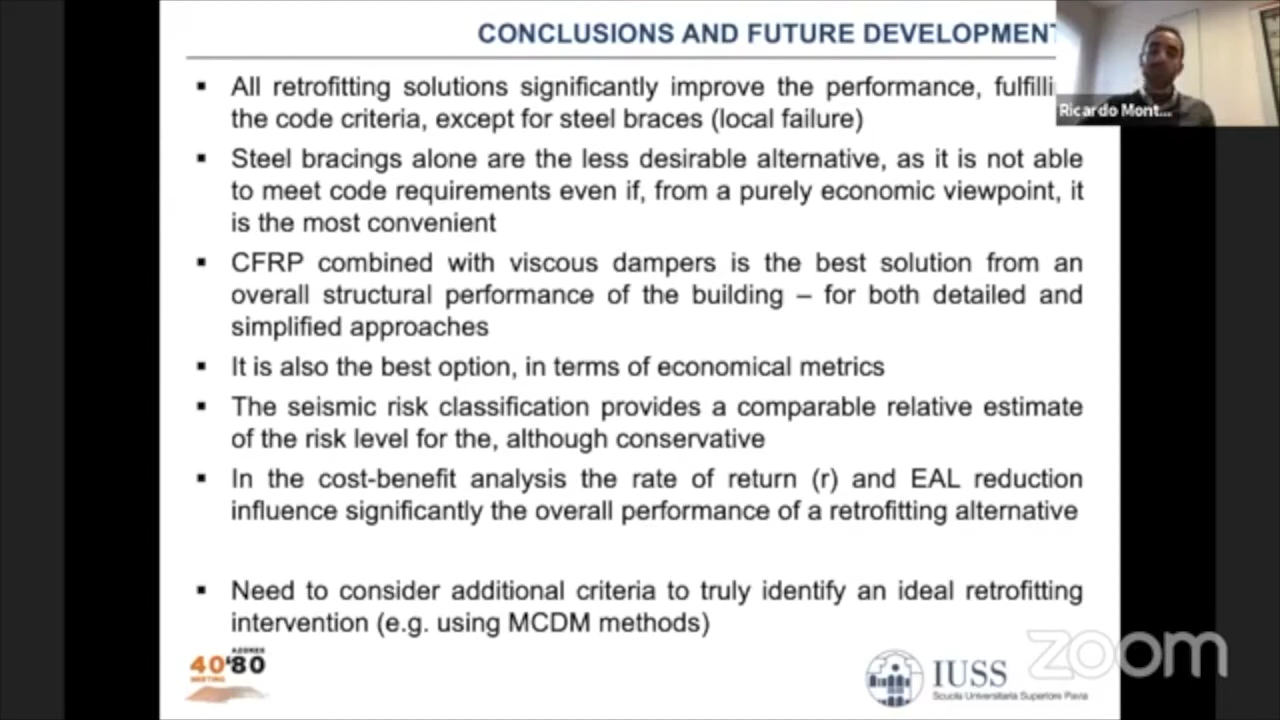 CONCLUSIONS AND FUTURE DEVELOPMENT
▪ All retrofitting solutions significantly improve the performance, fulfilli
the code criteria, except for steel braces (local failure)
▪ Steel bracings alone are the less desirable alternative, as it is not able
to meet code requirements even if, from a purely economic viewpoint, it
is the most convenient
▪ CFRP combined with viscous dampers is the best solution from an
overall structural performance of the building – for both detailed and
simplified approaches
▪ It is also the best option, in terms of economical metrics
▪ The seismic risk classification provides a comparable relative estimate
of the risk level for the, although conservative
▪ In the cost-benefit analysis the rate of return (r) and EAL reduction
influence significantly the overall performance of a retrofitting alternative
▪ Need to consider additional criteria to truly identify an ideal retrofitting
intervention (e.g. using MCDM methods)
Ricardo Mont...
AZORES
40'80
MEETING
IUSS
Scuola Universitaria Superiore Pavia
zoom